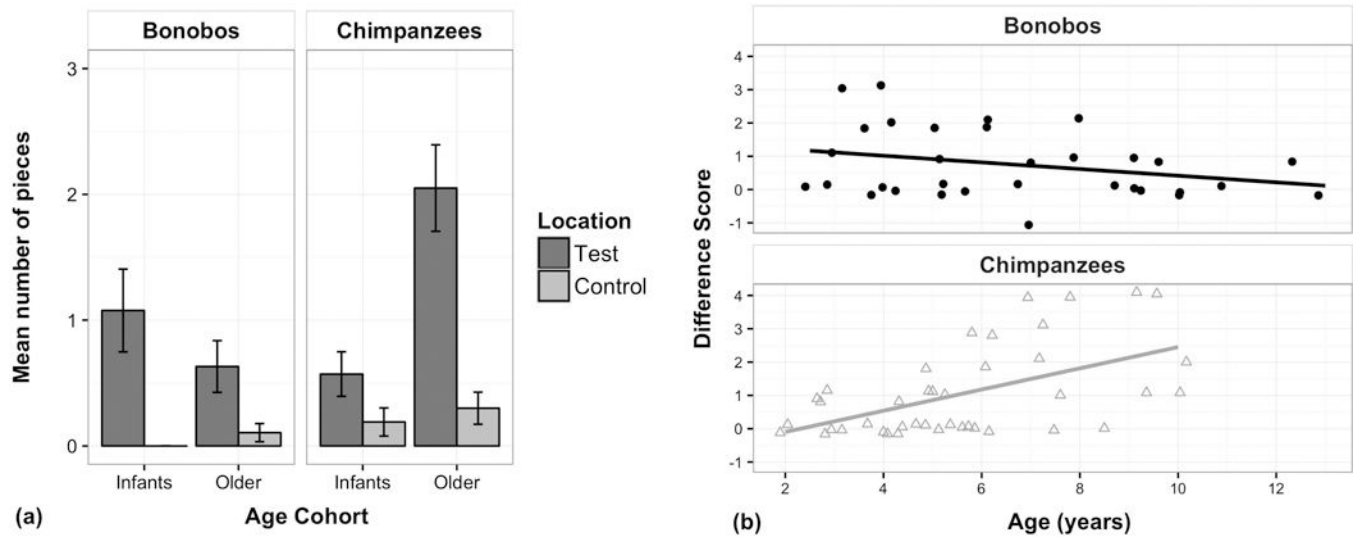 Bonobos
Chimpanzees
3
2
1
0
Mean number of pieces
Infants
Older
Infants
Older
Age Cohort
(a)
Location
Test
Control
Bonobos
4
3
2
1
0
-1
Chimpanzees
4
3
2
1
0
-1
Difference Score
2
4
6
8
10
12
Age (years)
(b)